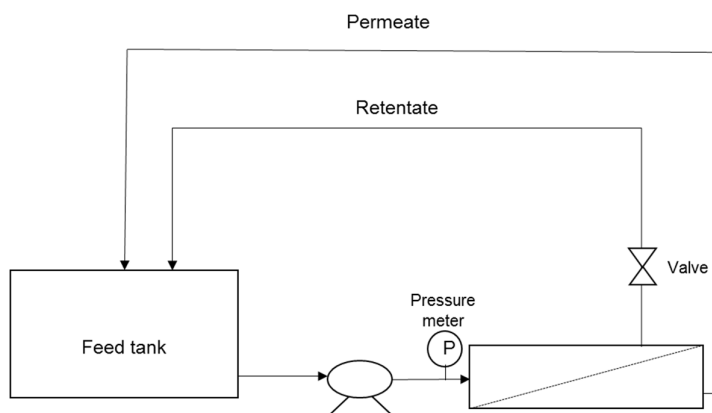 Permeate
Retentate
Valve
Pressure
meter
P
Feed tank